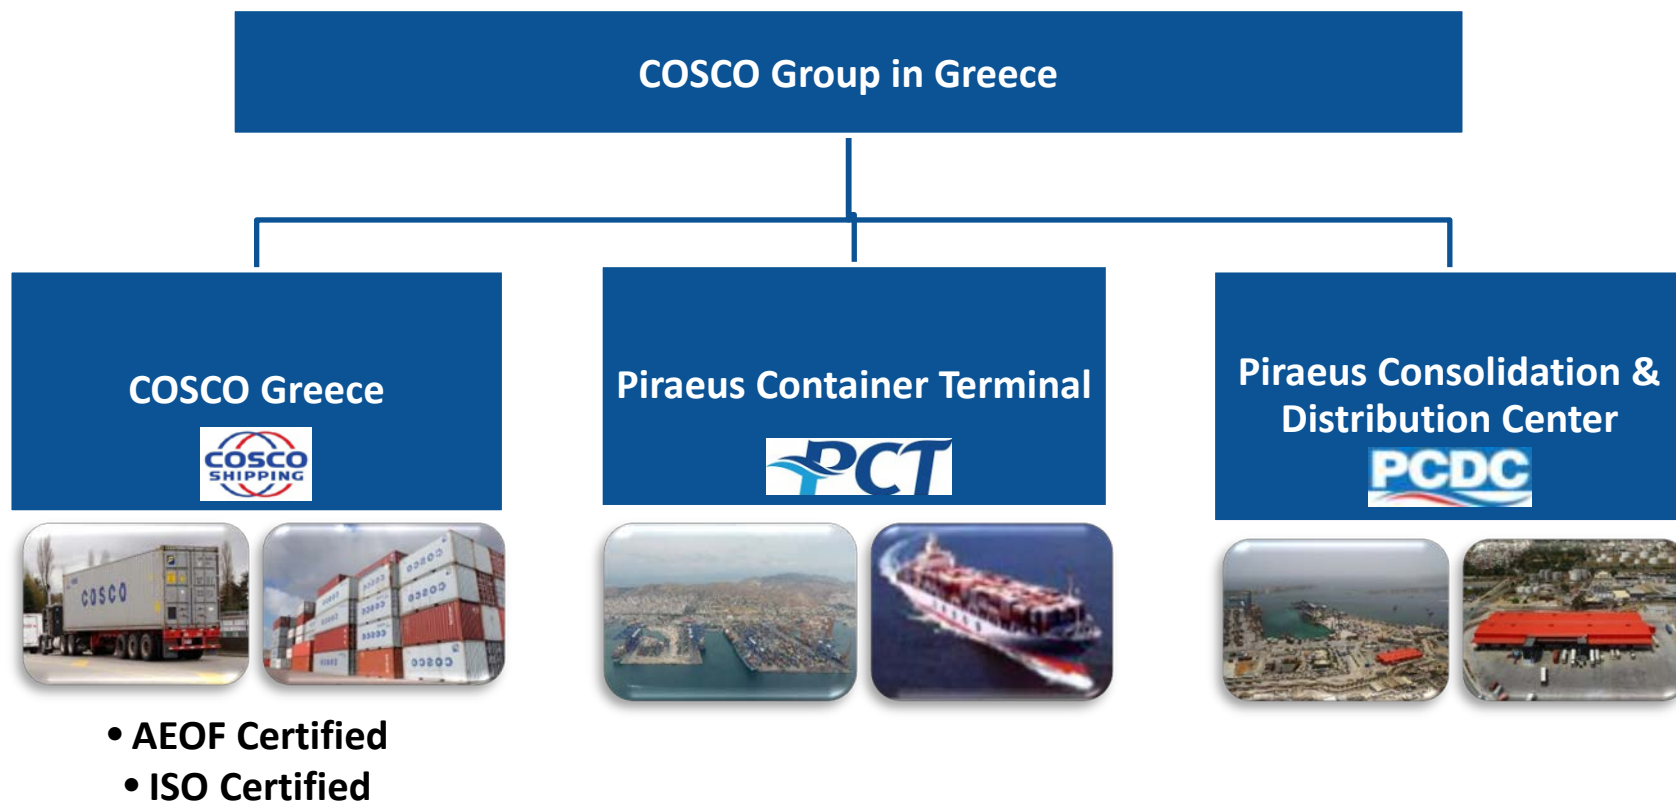 COSCO Group in Greece
COSCO Greece
COSCO
SHIPPING
Piraeus Container Terminal
PCT
Piraeus Consolidation &
Distribution Center
PCDC
COSCO
COSCO
• AEOF Certified
• ISO Certified